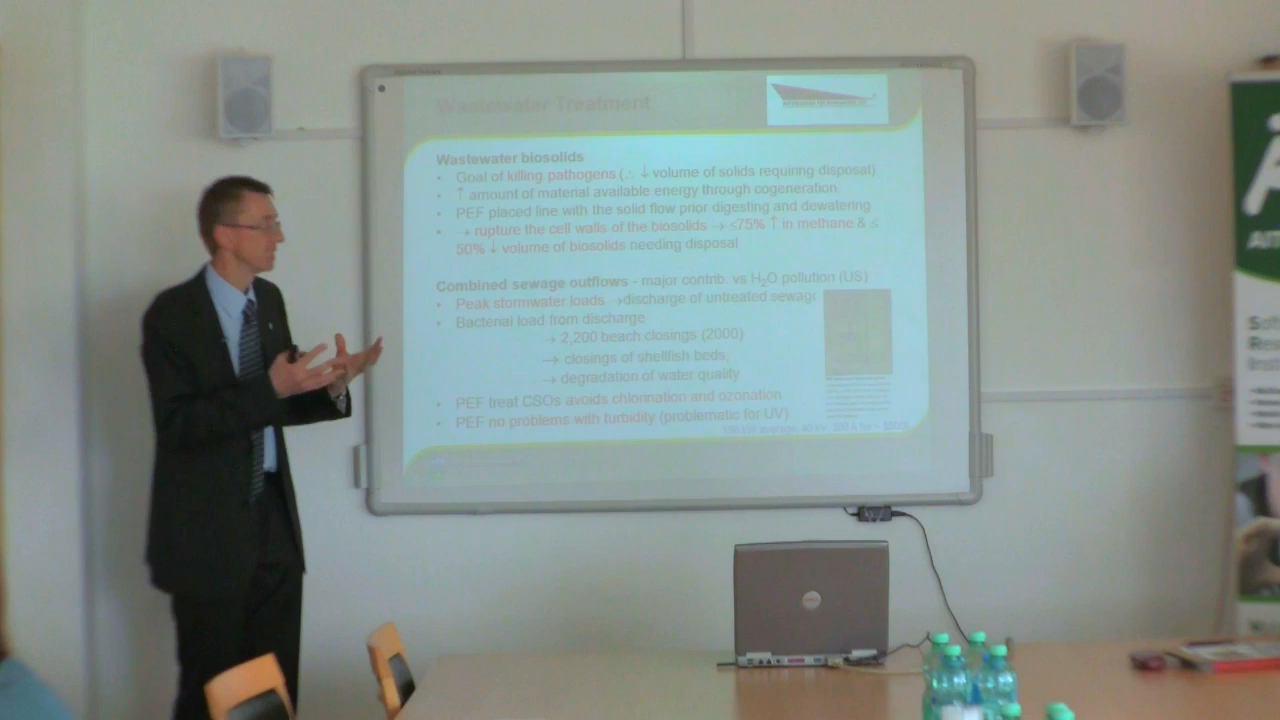 Wastewater Treatment
Wastewater biosolids
• Goal of killing pathogens (∴ ↓ volume of solids requiring disposal)
• ↑ amount of material available energy through cogeneration
• PEF placed line with the solid flow prior digesting and dewatering
• → rupture the cell walls of the biosolids → ≤75% ↑ in methane & ≤
50% ↓ volume of biosolids needing disposal
Combined sewage outflows - major contrib. vs H₂O pollution (US)
• Peak stormwater loads →discharge of untreated sewage
• Bacterial load from discharge
→ 2,200 beach closings (2000)
→ closings of shellfish beds,
→ degradation of water quality
• PEF treat CSOs avoids chlorination and ozonation
• PEF no problems with turbidity (problematic for UV)